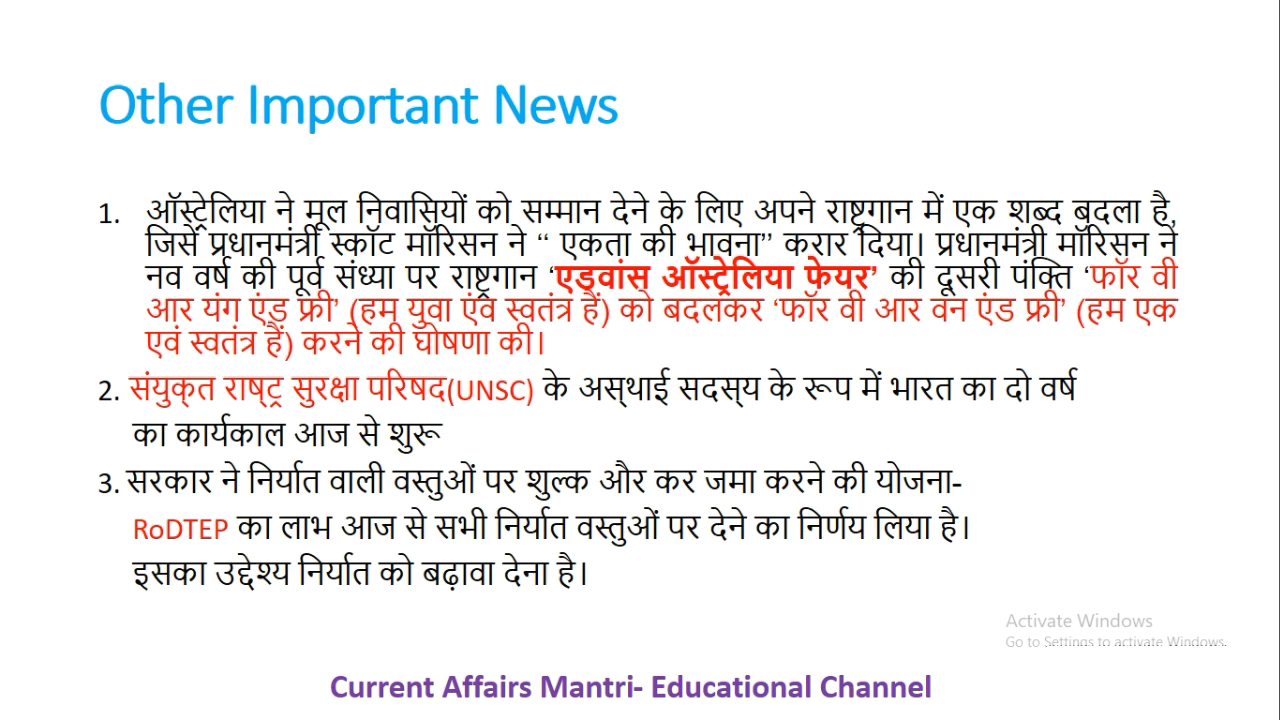 Other Important News
1. ऑस्ट्रेलिया ने मूल निवासियों को सम्मान देने के लिए अपने राष्ट्रगान में एक शब्द बदला है,
जिसे प्रधानमंत्री स्कॉट मॉरिसन ने “ एकता की भावना” करार दिया। प्रधानमंत्री मॉरिसन ने
नव वर्ष की पूर्व संध्या पर राष्ट्रगान ‘एडवांस ऑस्ट्रेलिया फेयर’ की दूसरी पंक्ति ‘फॉर वी
आर यंग एंड फ्री’ (हम युवा एंव स्वतंत्र हैं) को बदलकर ‘फॉर वी आर वन एंड फ्री’ (हम एक
एवं स्वतंत्र हैं) करने की घोषणा की।
2. संयुक्‍त राष्‍ट्र सुरक्षा परिषद(UNSC) के अस्‍थाई सदस्‍य के रूप में भारत का दो वर्ष
का कार्यकाल आज से शुरू
3. सरकार ने निर्यात वाली वस्तुओं पर शुल्क और कर जमा करने की योजना-
RoDTEP का लाभ आज से सभी निर्यात वस्तुओं पर देने का निर्णय लिया है।
इसका उद्देश्य निर्यात को बढ़ावा देना है।
Activate Windows
Go to Settings to activate Windows.
Current Affairs Mantri- Educational Channel